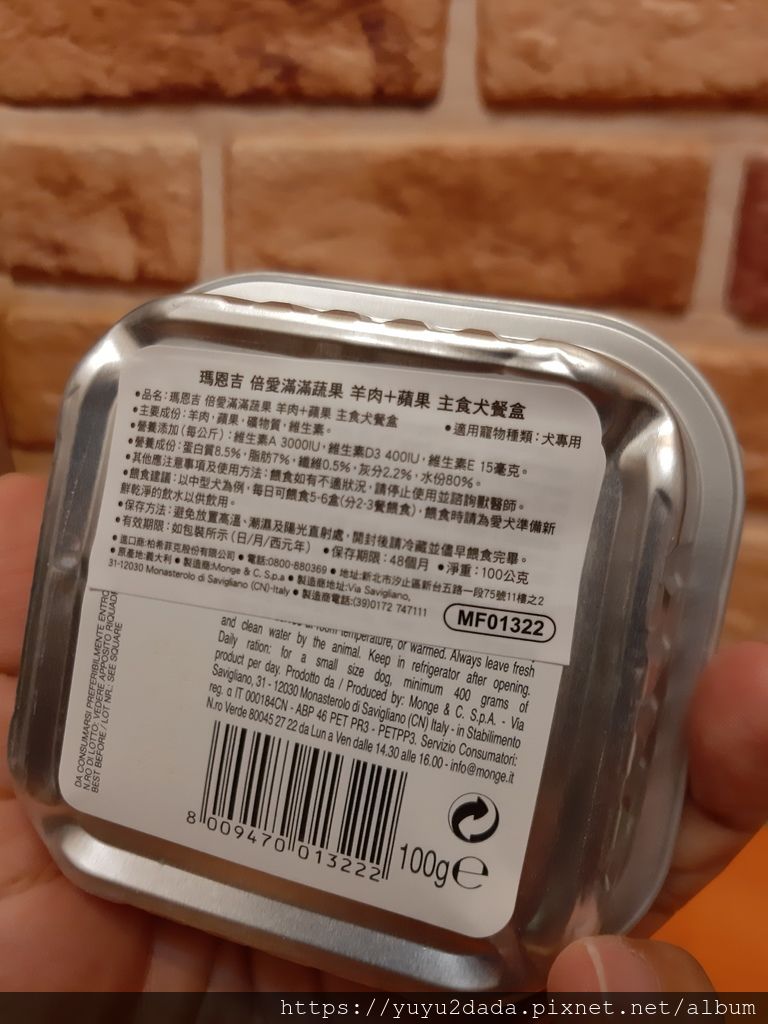 瑪恩吉 倍愛滿滿蔬果 羊肉+蘋果 主食犬餐盒
•品名：瑪恩吉 倍愛滿滿蔬果 羊肉+蘋果 主食犬餐盒 •適用寵物種類：犬專用
•主要成份：羊肉，蘋果，礦物質，維生素。
•營養添加(每公斤)：維生素A 3000IU，維生素D3 400IU，維生素E 15毫克。
•營養成份：蛋白質8.5%，脂肪7%，纖維0.5%，灰分2.2%，水份80%。
•其他應注意事項及使用方法：餵食如有不適狀況，請停止使用並諮詢獸醫師。
•餵食建議：以中型犬為例，每日可餵食5-6盒(分2-3餐餵食)，餵食時請為愛犬準備新
鮮乾淨的飲水以供飲用。
•保存方法：避免放置高溫、潮濕及陽光直射處，開封後請冷藏並儘早餵食完畢。
•有效期限：如包裝所示(日/月/西元年) •保存期限：48個月 •淨重：100公克
•進口商：柏希菲克股份有限公司 •電話:0800-880369 •地址:新北市汐止區新台五路一段75號11樓之2
•原產地:義大利 •製造商:Monge & C. S.p.a •製造商地址:Via Savigliano,
31-12030 Monasterolo di Savigliano (CN)-Italy •製造商電話:(39)0172 747111
MF01322
room temperature, or warmed. Always leave fresh
and clean water by the animal. Keep in refrigerator after opening.
Daily ration: for a small size dog, minimum 400 grams of
product per day. Prodotto da / Produced by: Monge & C. S.p.A. - Via
Savigliano, 31 - 12030 Monasterolo di Savigliano (CN) Italy - in Stabilimento
reg. α IT 000184CN - ABP 46 PET PR3 - PETPP3. Servizio Consumatori:
N.ro Verde 80045 27 22 da Lun a Ven dalle 14.30 alle 16.00 - info@monge.it
DA CONSUMARSI PREFERIBILMENTE ENTRO
N.RO DI LOTTO: VEDERE APPOSITO RIQUAD
BEST BEFORE / LOT NR.: SEE SQUARE
8 009470 013222
100g e
https://yuyu2dada.pixnet.net/album